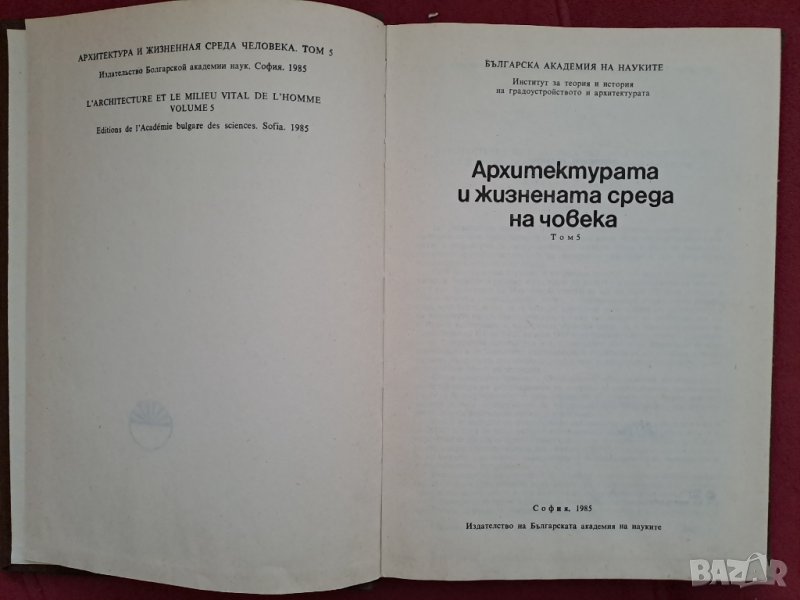 АРХИТЕКТУРА И ЖИЗНЕННАЯ СРЕДА ЧЕЛОВЕКА. ТОМ 5
Издательство Болгарской академии наук. София. 1985
L'ARCHITECTURE ET LE MILIEU VITAL DE L'HOMME
VOLUME 5
Editions de l'Académie bulgare des sciences. Sofia. 1985
БЪЛГАРСКА АКАДЕМИЯ НА НАУКИТЕ
Институт за теория и история
на градоустройството и архитектурата
Архитектурата
и жизнената среда
на човека
Том 5
София, 1985
Издателство на Българската академия на науките
BAZAR